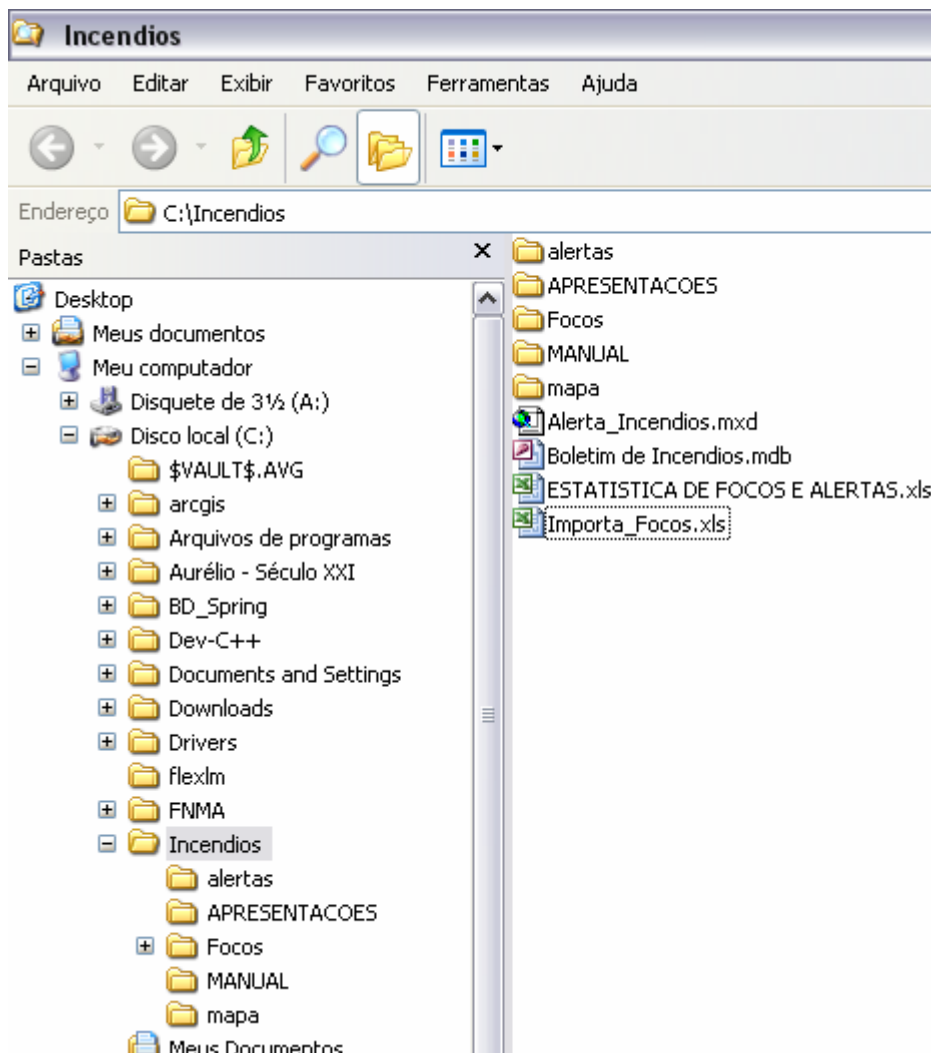 Incendios
Arquivo Editar Exibir Favoritos Ferramentas Ajuda
Endereço C:\Incendios
Pastas
Desktop
Meus documentos
Meu computador
Disquete de 3½ (A:)
Disco local (C:)
$VAULT$.AVG
arcgis
Arquivos de programas
Aurélio - Século XXI
BD_Spring
Dev-C++
Documents and Settings
Downloads
Drivers
flexlm
FNMA
Incendios
alertas
APRESENTACOES
Focos
MANUAL
mapa
Meus Documentos
alertas
APRESENTACOES
Focos
MANUAL
mapa
Alerta_Incendios.mxd
Boletim de Incendios.mdb
ESTATISTICA DE FOCOS E ALERTAS.xls
Importa_Focos.xls